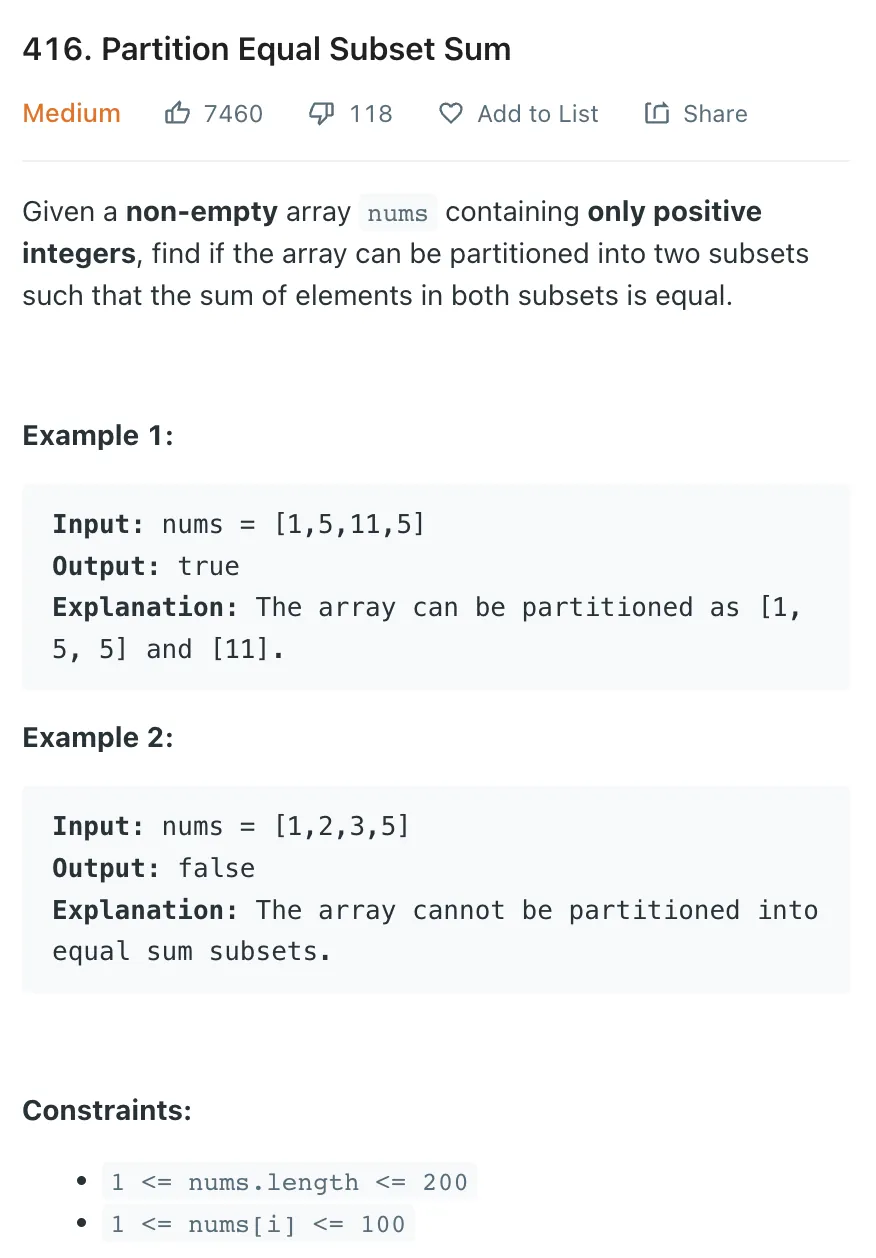 416. Partition Equal Subset Sum
Medium 7460 118 Add to List Share
Given a non-empty array nums containing only positive
integers, find if the array can be partitioned into two subsets
such that the sum of elements in both subsets is equal.
Example 1:
Input: nums = [1,5,11,5]
Output: true
Explanation: The array can be partitioned as [1,
5, 5] and [11].
Example 2:
Input: nums = [1,2,3,5]
Output: false
Explanation: The array cannot be partitioned into
equal sum subsets.
Constraints:
• 1 <= nums.length <= 200
• 1 <= nums[i] <= 100